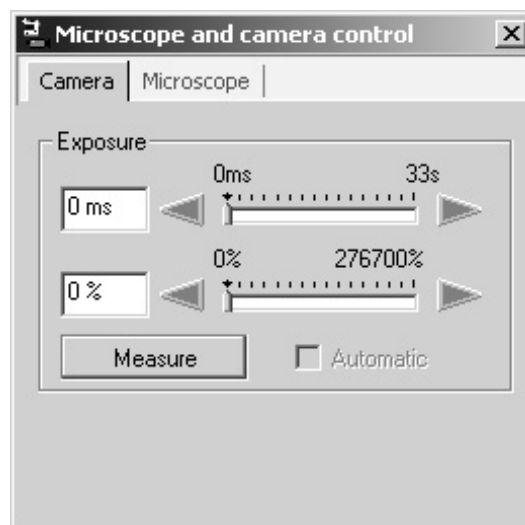 Microscope and camera control
Camera Microscope
Exposure
0ms 33s
0 ms
0% 276700%
0 %
Measure Automatic